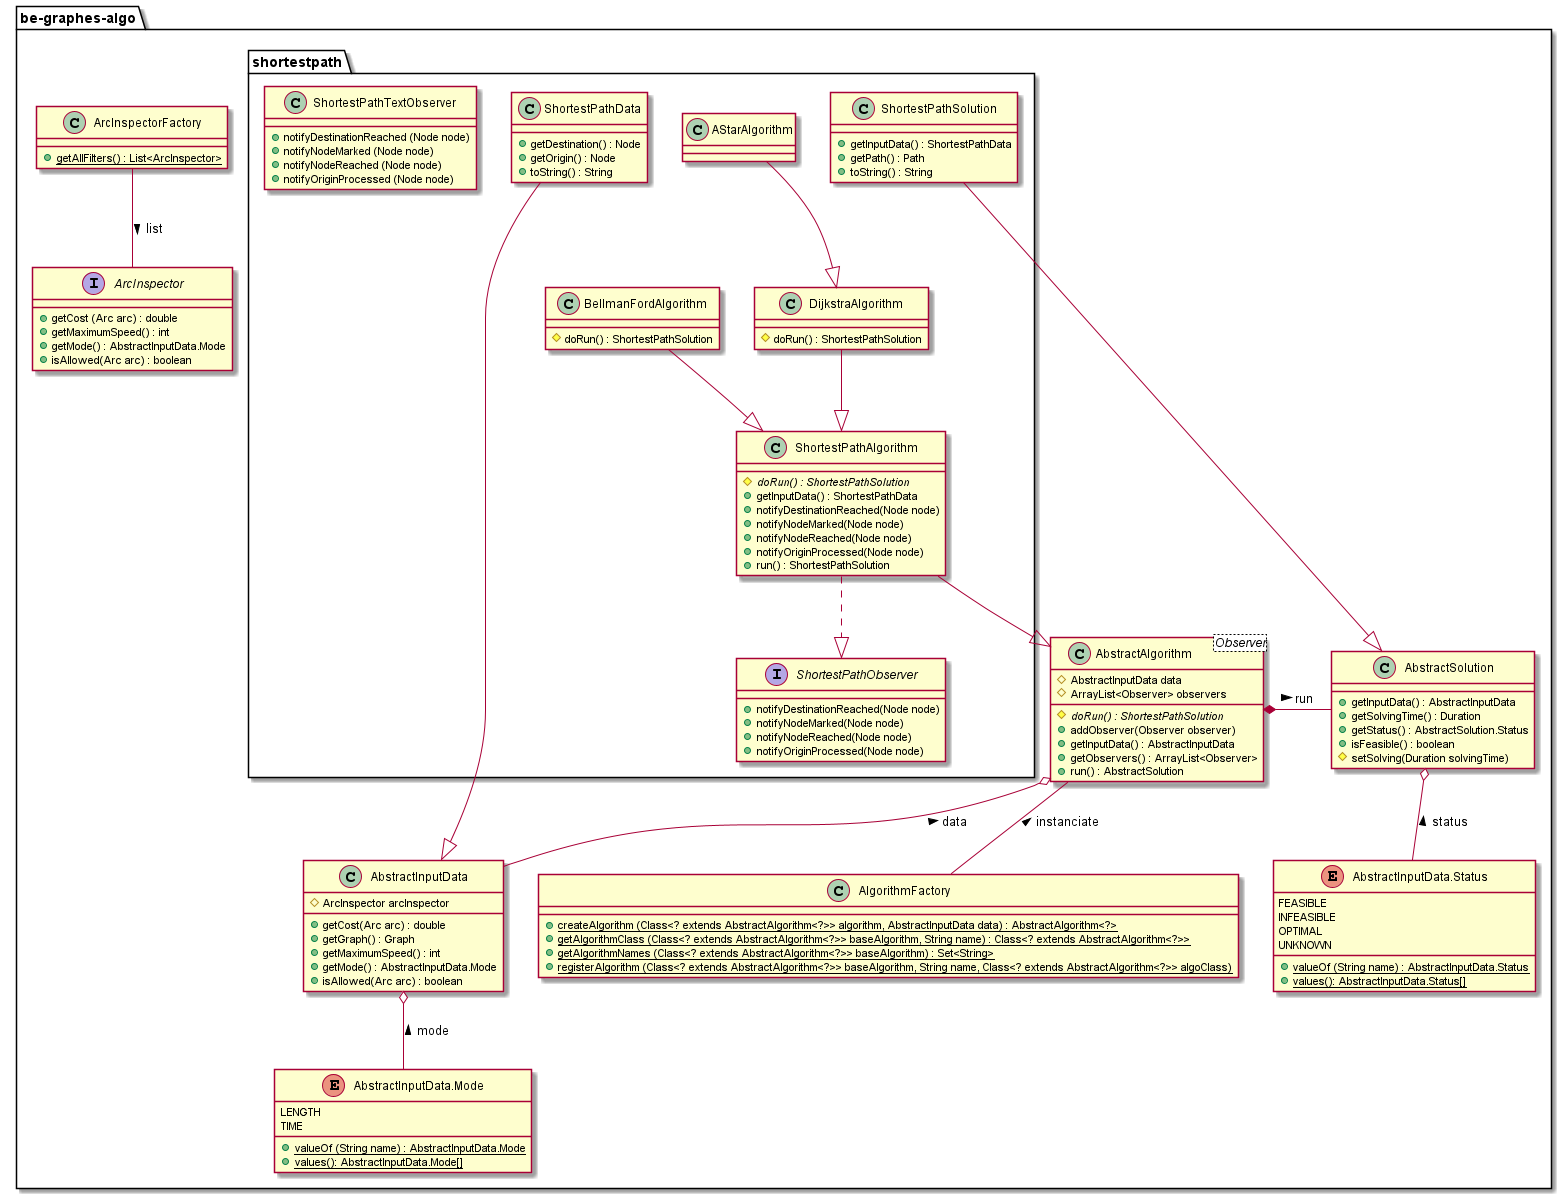 be-graphes-algo
shortestpath
C ArcInspectorFactory
getAllFilters() : List<ArcInspector>
list
I ArcInspector
getCost (Arc arc) : double
getMaximumSpeed() : int
getMode() : AbstractInputData.Mode
isAllowed(Arc arc) : boolean
C ShortestPathTextObserver
notifyDestinationReached (Node node)
notifyNodeMarked (Node node)
notifyNodeReached (Node node)
notifyOriginProcessed (Node node)
C ShortestPathData
getDestination() : Node
getOrigin() : Node
toString() : String
C AStarAlgorithm
C ShortestPathSolution
getInputData() : ShortestPathData
getPath() : Path
toString() : String
C BellmanFordAlgorithm
doRun() : ShortestPathSolution
C DijkstraAlgorithm
doRun() : ShortestPathSolution
C ShortestPathAlgorithm
doRun() : ShortestPathSolution
getInputData() : ShortestPathData
notifyDestinationReached(Node node)
notifyNodeMarked(Node node)
notifyNodeReached(Node node)
notifyOriginProcessed(Node node)
run() : ShortestPathSolution
I ShortestPathObserver
notifyDestinationReached(Node node)
notifyNodeMarked(Node node)
notifyNodeReached(Node node)
notifyOriginProcessed(Node node)
Observer
C AbstractAlgorithm
AbstractInputData data
ArrayList<Observer> observers
doRun() : ShortestPathSolution
addObserver(Observer observer)
getInputData() : AbstractInputData
getObservers() : ArrayList<Observer>
run() : AbstractSolution
run
C AbstractSolution
getInputData() : AbstractInputData
getSolvingTime() : Duration
getStatus() : AbstractSolution.Status
isFeasible() : boolean
setSolving(Duration solvingTime)
data
instanciate
status
C AbstractInputData
ArcInspector arcInspector
getCost(Arc arc) : double
getGraph() : Graph
getMaximumSpeed() : int
getMode() : AbstractInputData.Mode
isAllowed(Arc arc) : boolean
C AlgorithmFactory
createAlgorithm (Class<? extends AbstractAlgorithm<?>> algorithm, AbstractInputData data) : AbstractAlgorithm<?>
getAlgorithmClass (Class<? extends AbstractAlgorithm<?>> baseAlgorithm, String name) : Class<? extends AbstractAlgorithm<?>>
getAlgorithmNames (Class<? extends AbstractAlgorithm<?>> baseAlgorithm) : Set<String>
registerAlgorithm (Class<? extends AbstractAlgorithm<?>> baseAlgorithm, String name, Class<? extends AbstractAlgorithm<?>> algoClass)
E AbstractInputData.Status
FEASIBLE
INFEASIBLE
OPTIMAL
UNKNOWN
valueOf (String name) : AbstractInputData.Status
values(): AbstractInputData.Status[]
mode
E AbstractInputData.Mode
LENGTH
TIME
valueOf (String name) : AbstractInputData.Mode
values(): AbstractInputData.Mode[]